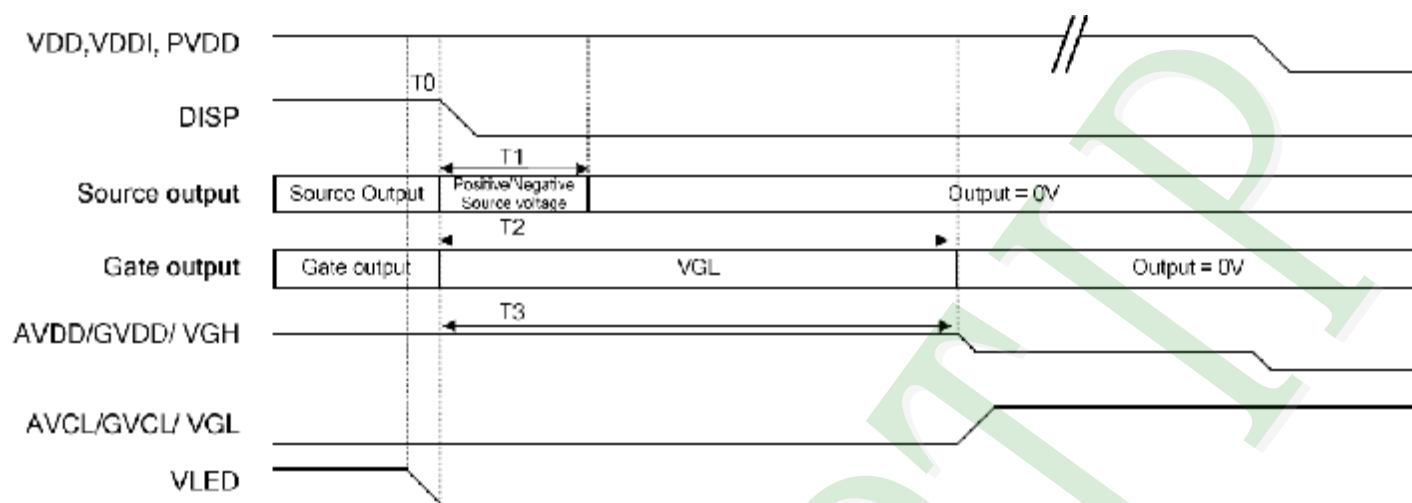 VDD,VDDI, PVDD
T0
DISP
T1
Source output
Source Output
Positive/Negative
Source voltage
Output = 0V
T2
Gate output
Gate output
VGL
Output = 0V
T3
AVDD/GVDD/ VGH
AVCL/GVCL/ VGL
VLED